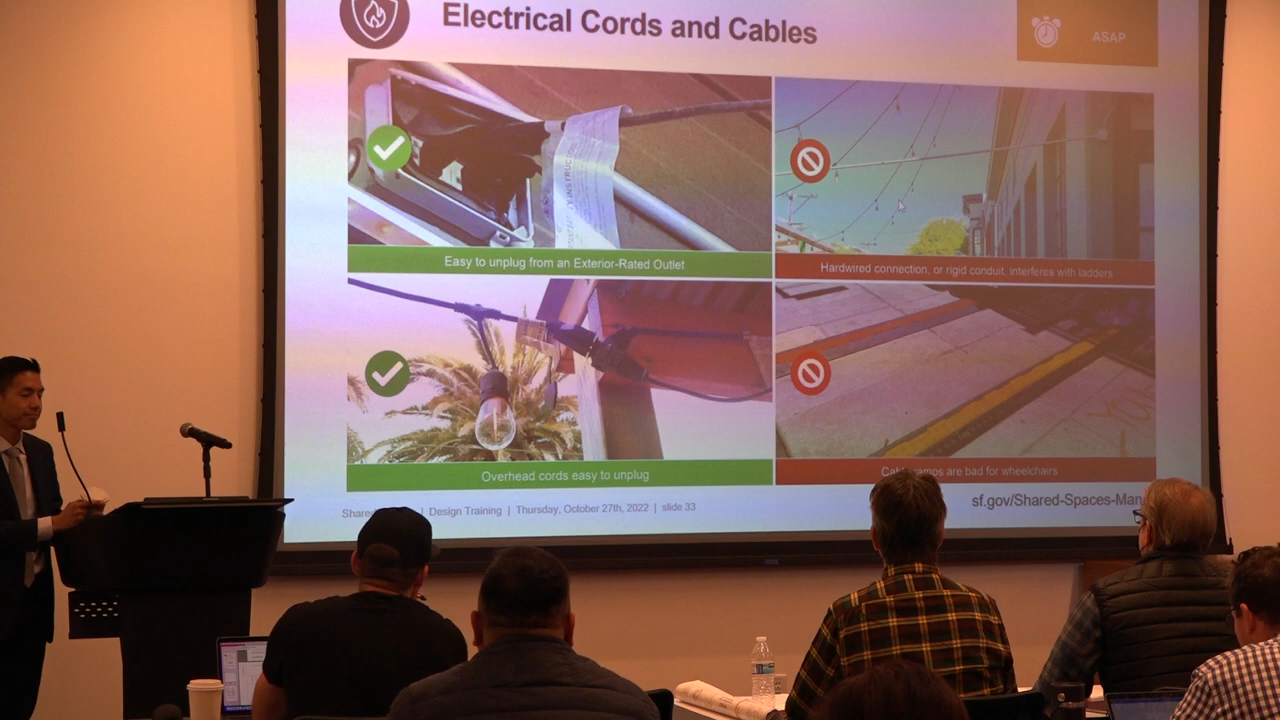 Electrical Cords and Cables
ASAP
Easy to unplug from an Exterior-Rated Outlet
Hardwired connection, or rigid conduit, interferes with ladders
Overhead cords easy to unplug
ramps are bad for wheelchairs
Design Training | Thursday, October 27th, 2022 | slide 33
sf.gov/Shared-Spaces-Man